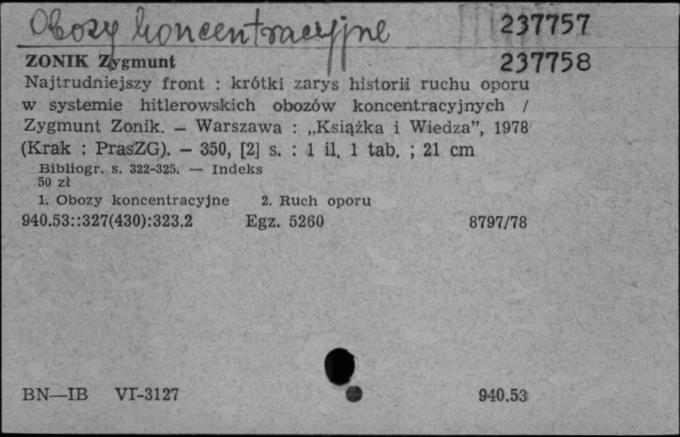 Obozy koncentracyjne 237757
ZONIK Zygmunt 237758
Najtrudniejszy front : krótki zarys historii ruchu oporu
w systemie hitlerowskich obozów koncentracyjnych /
Zygmunt Zonik. — Warszawa : „Książka i Wiedza”, 1978
(Krak : PrasZG). — 350, [2] s. : 1 il. 1 tab. ; 21 cm
Bibliogr. s. 322-325. — Indeks
50 zł
1. Obozy koncentracyjne 2. Ruch oporu
940.53::327(430):323.2 Egz. 5260 8797/78
BN—IB VI-3127 940.53